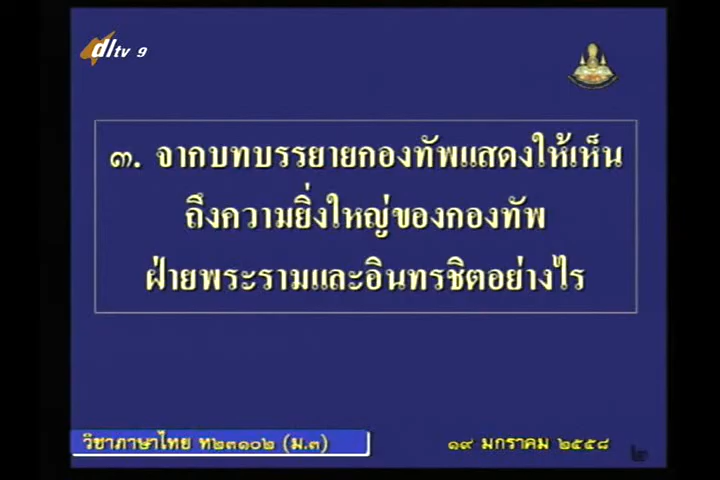 dltv 9
๓. จากบทบรรยายกองทัพแสดงให้เห็น
ถึงความยิ่งใหญ่ของกองทัพ
ฝ่ายพระรามและอินทรชิตอย่างไร
วิชาภาษาไทย ท๒๓๑๐๒ (ม.๓)
๑๙ มกราคม ๒๕๕๘
๒